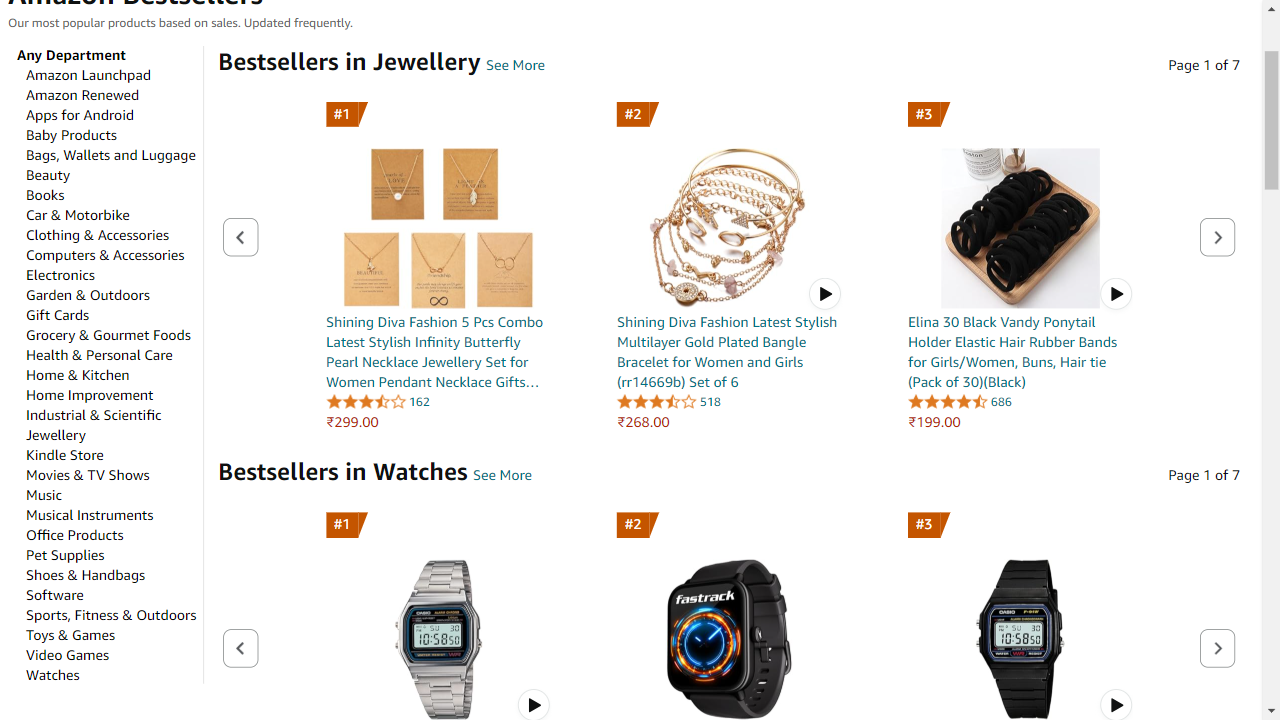 Amazon Bestsellers
Our most popular products based on sales. Updated frequently.
Any Department
Amazon Launchpad
Amazon Renewed
Apps for Android
Baby Products
Bags, Wallets and Luggage
Beauty
Books
Car & Motorbike
Clothing & Accessories
Computers & Accessories
Electronics
Garden & Outdoors
Gift Cards
Grocery & Gourmet Foods
Health & Personal Care
Home & Kitchen
Home Improvement
Industrial & Scientific
Jewellery
Kindle Store
Movies & TV Shows
Music
Musical Instruments
Office Products
Pet Supplies
Shoes & Handbags
Software
Sports, Fitness & Outdoors
Toys & Games
Video Games
Watches
Bestsellers in Jewellery See More
Page 1 of 7
#1
Shining Diva Fashion 5 Pcs Combo
Latest Stylish Infinity Butterfly
Pearl Necklace Jewellery Set for
Women Pendant Necklace Gifts…
162
₹299.00
#2
Shining Diva Fashion Latest Stylish
Multilayer Gold Plated Bangle
Bracelet for Women and Girls
(rr14669b) Set of 6
518
₹268.00
#3
Elina 30 Black Vandy Ponytail
Holder Elastic Hair Rubber Bands
for Girls/Women, Buns, Hair tie
(Pack of 30)(Black)
686
₹199.00
Bestsellers in Watches See More
Page 1 of 7
#1
CASIO
SU 30
10:58 50
#2
fastrack
#3
CASIO F-91W
SU 30
10:58 50